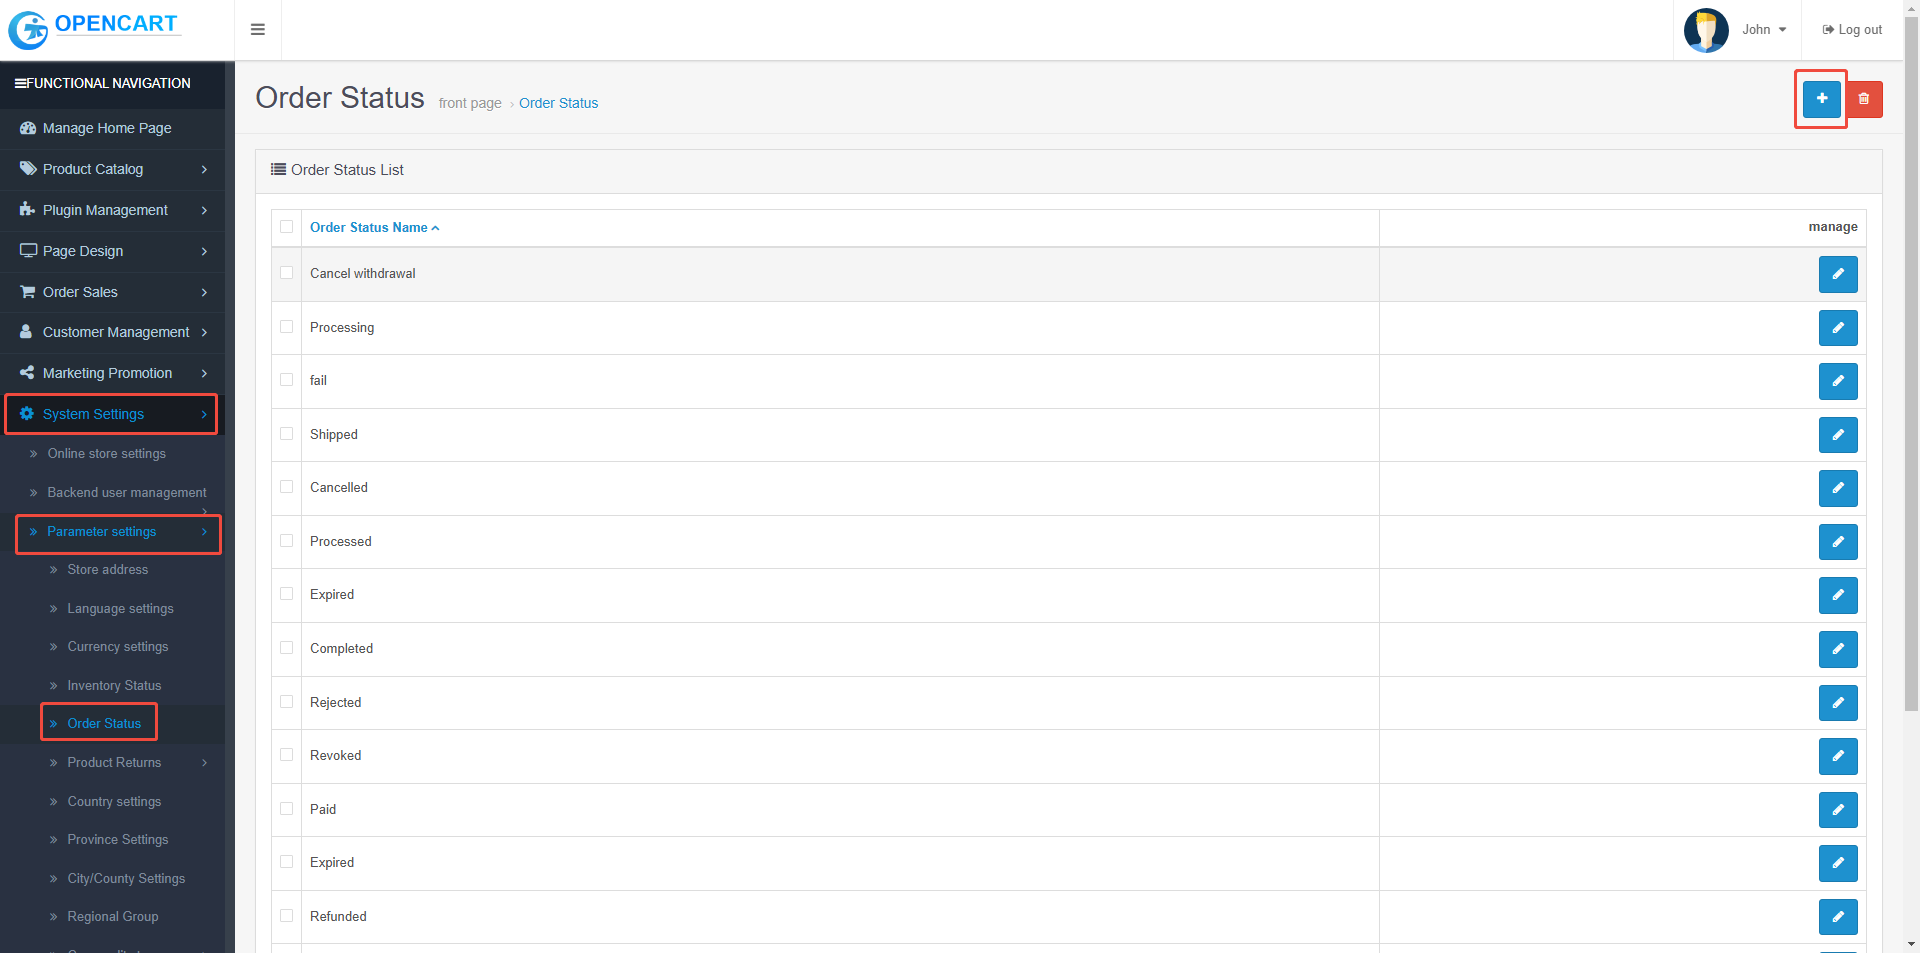 OPENCART
John
Log out
FUNCTIONAL NAVIGATION
Manage Home Page
Product Catalog
Plugin Management
Page Design
Order Sales
Customer Management
Marketing Promotion
System Settings
Online store settings
Backend user management
Parameter settings
Store address
Language settings
Currency settings
Inventory Status
Order Status
Product Returns
Country settings
Province Settings
City/County Settings
Regional Group
Order Status front page › Order Status
Order Status List
Order Status Name manage
Cancel withdrawal
Processing
fail
Shipped
Cancelled
Processed
Expired
Completed
Rejected
Revoked
Paid
Expired
Refunded